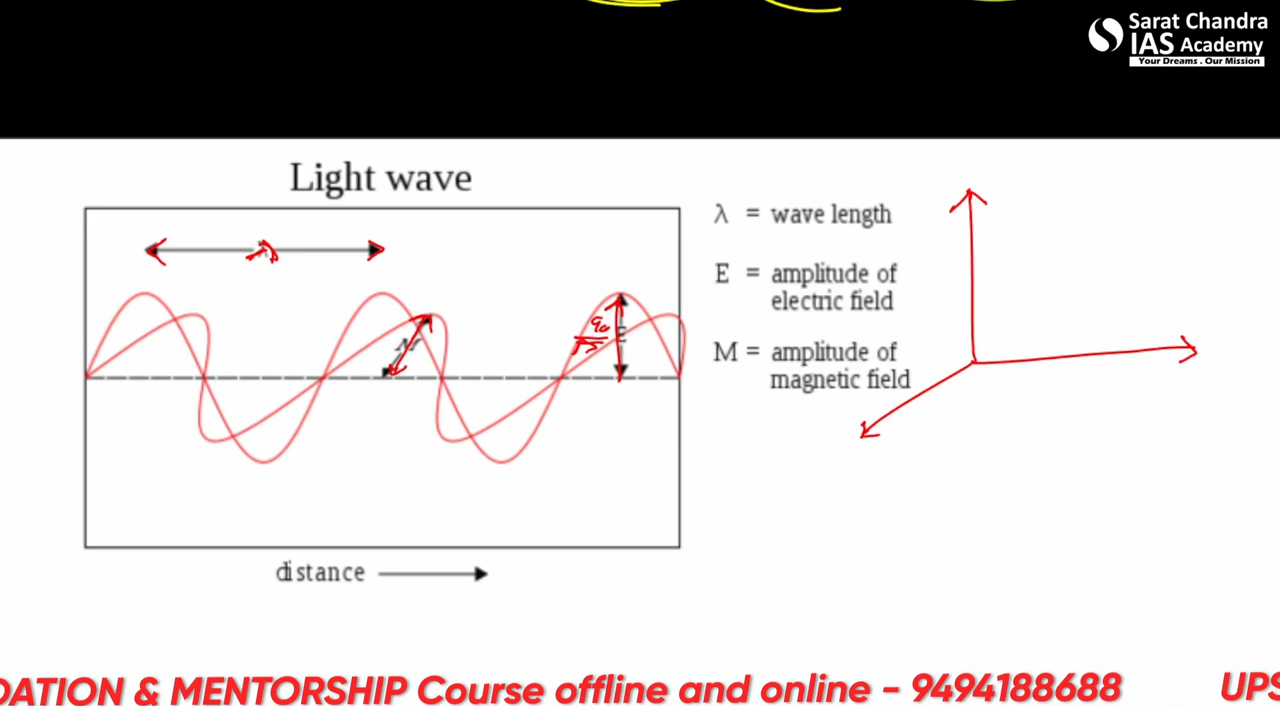 Sarat Chandra
IAS Academy
Your Dreams . Our Mission
Light wave
λ
M
E
λ = wave length
E = amplitude of
electric field
M = amplitude of
magnetic field
distance
DATION & MENTORSHIP Course offline and online - 9494188688 UPS